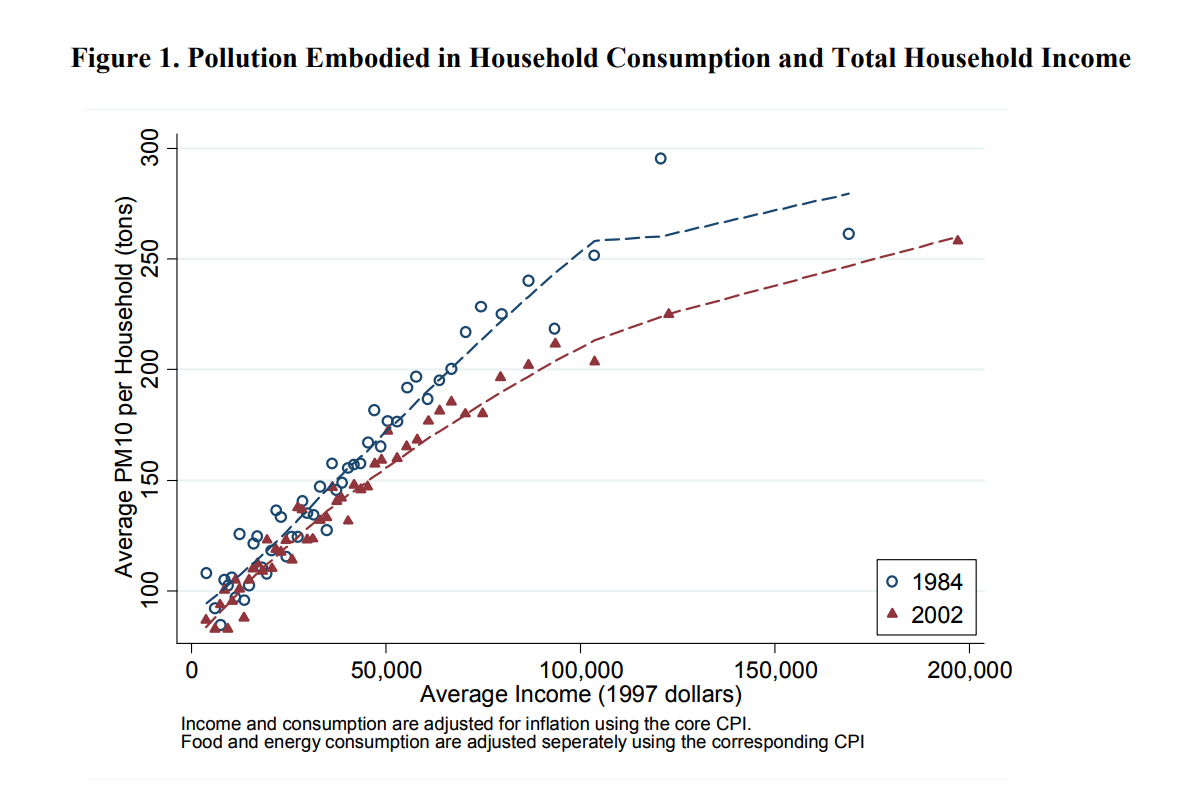 Figure 1. Pollution Embodied in Household Consumption and Total Household Income
Average PM10 per Household (tons)
300
250
200
150
100
1984
2002
0
50,000
100,000
150,000
200,000
Average Income (1997 dollars)
Income and consumption are adjusted for inflation using the core CPI.
Food and energy consumption are adjusted seperately using the corresponding CPI